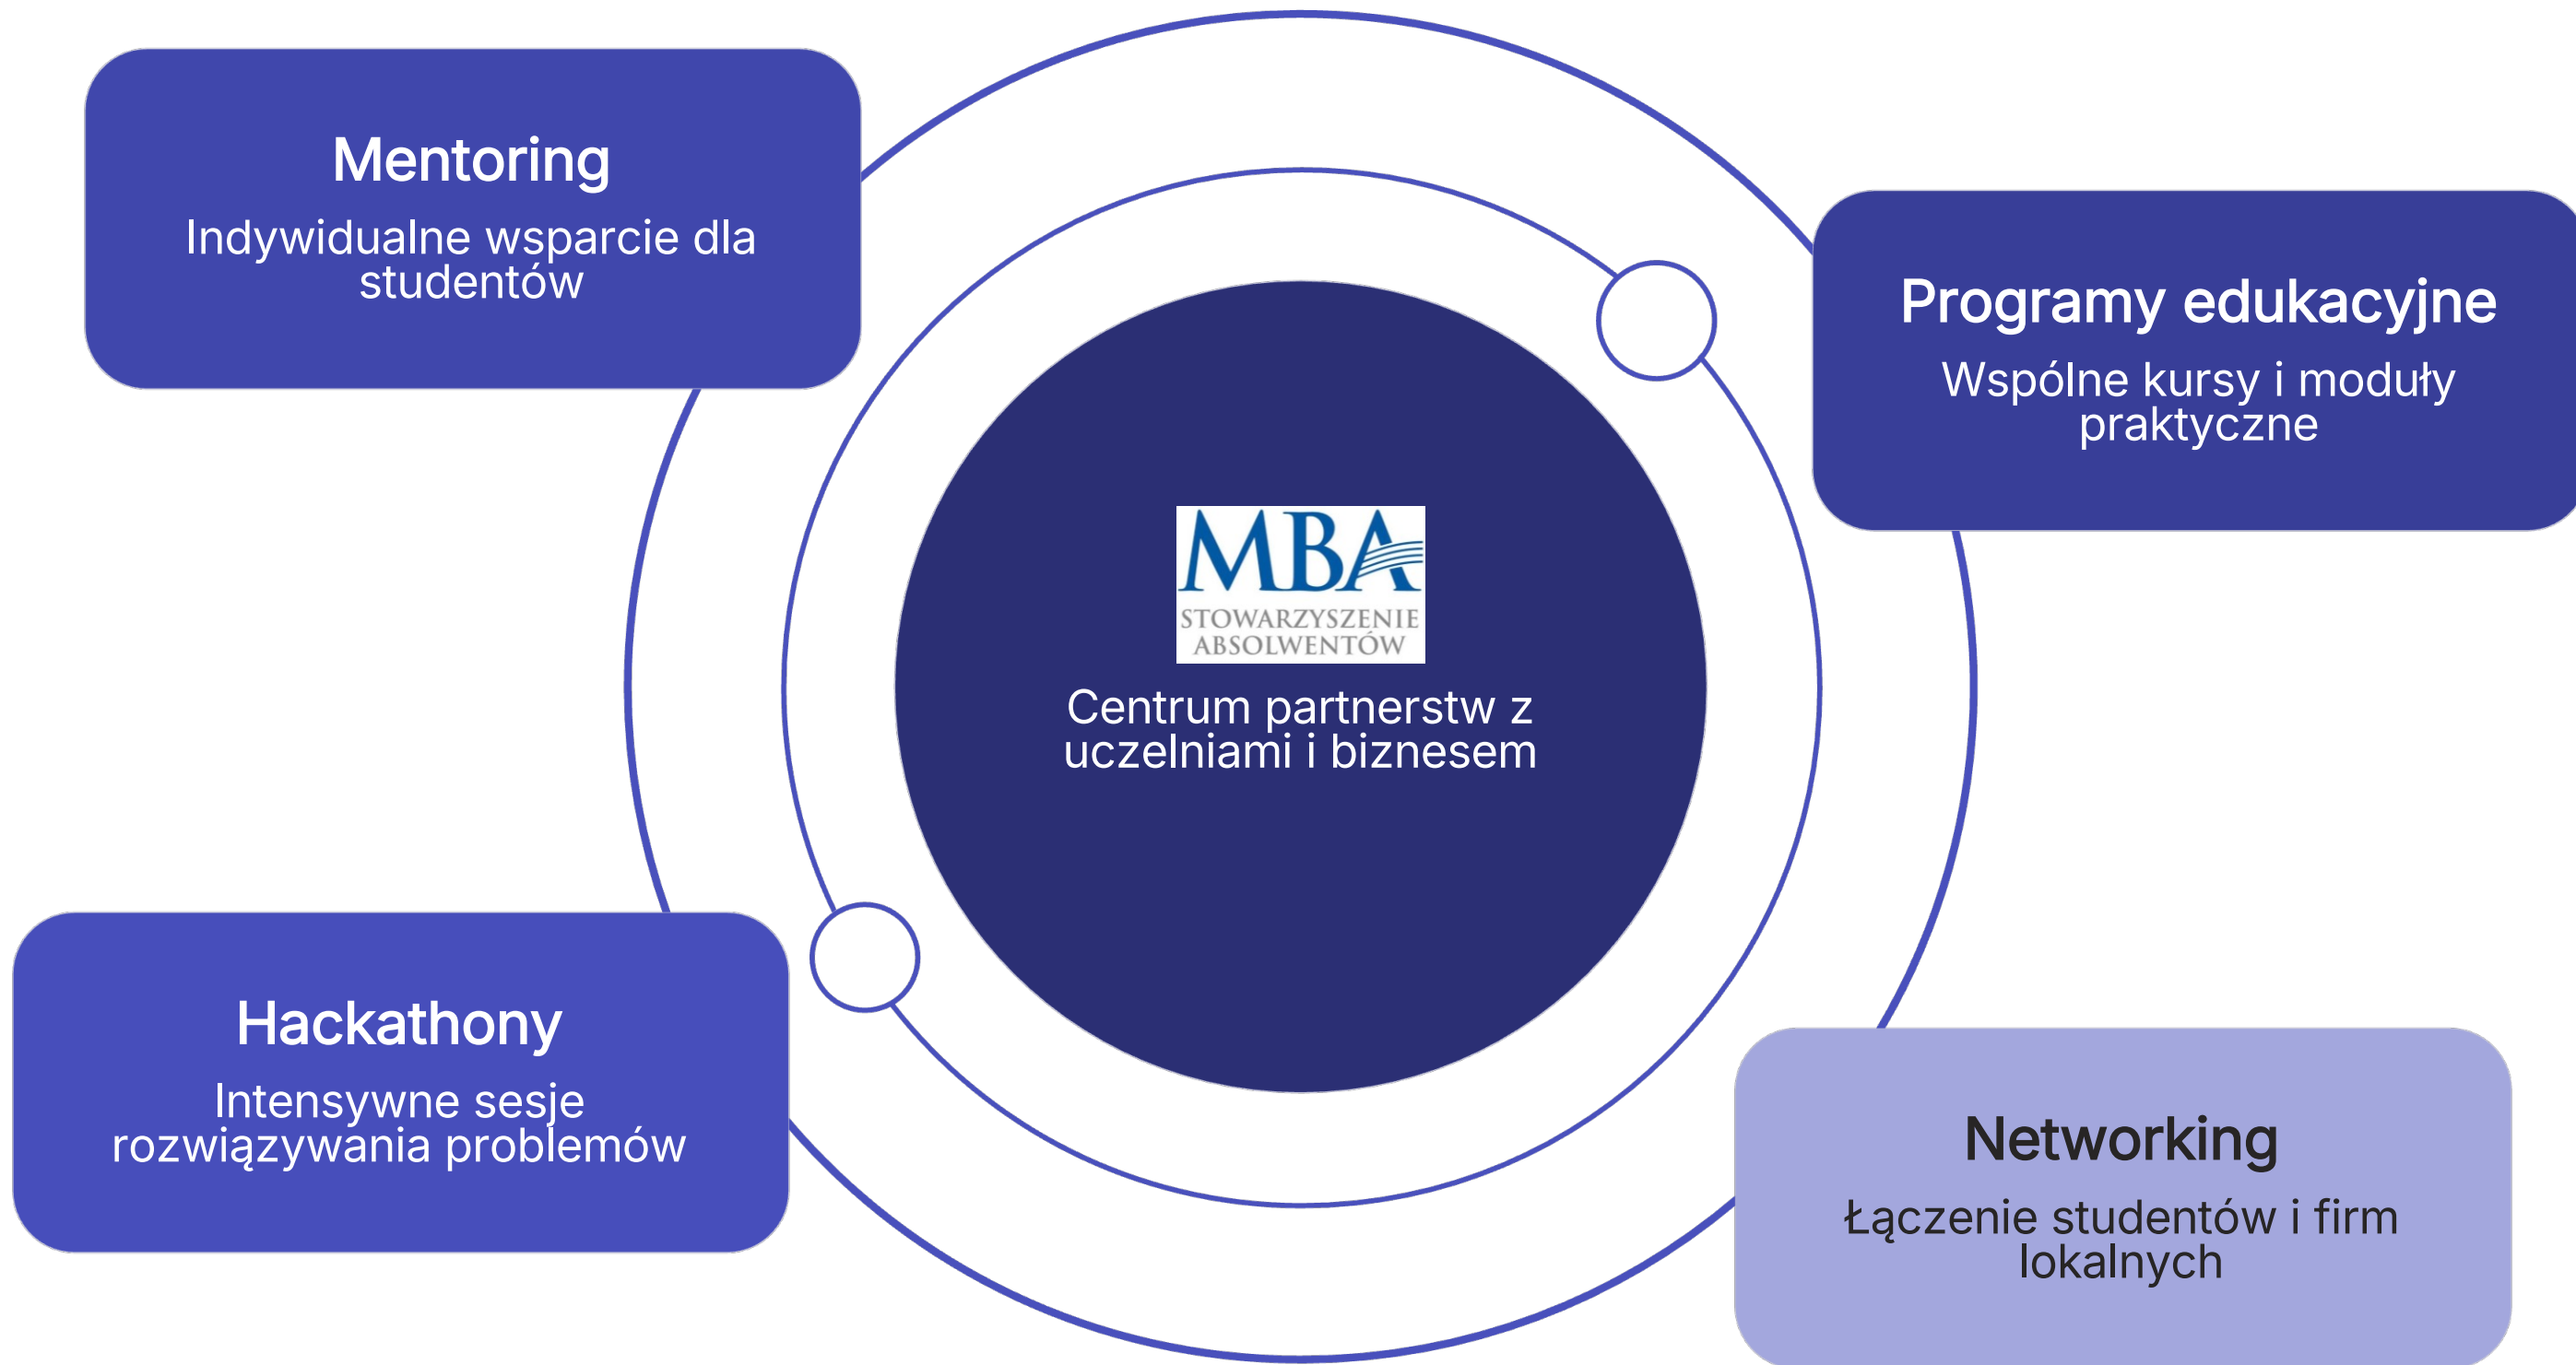 Mentoring
Indywidualne wsparcie dla
studentów
Programy edukacyjne
Wspólne kursy i moduły
praktyczne
MBA
STOWARZYSZENIE
ABSOLWENTÓW
Centrum partnerstw z
uczelniami i biznesem
Hackathony
Intensywne sesje
rozwiązywania problemów
Networking
Łączenie studentów i firm
lokalnych